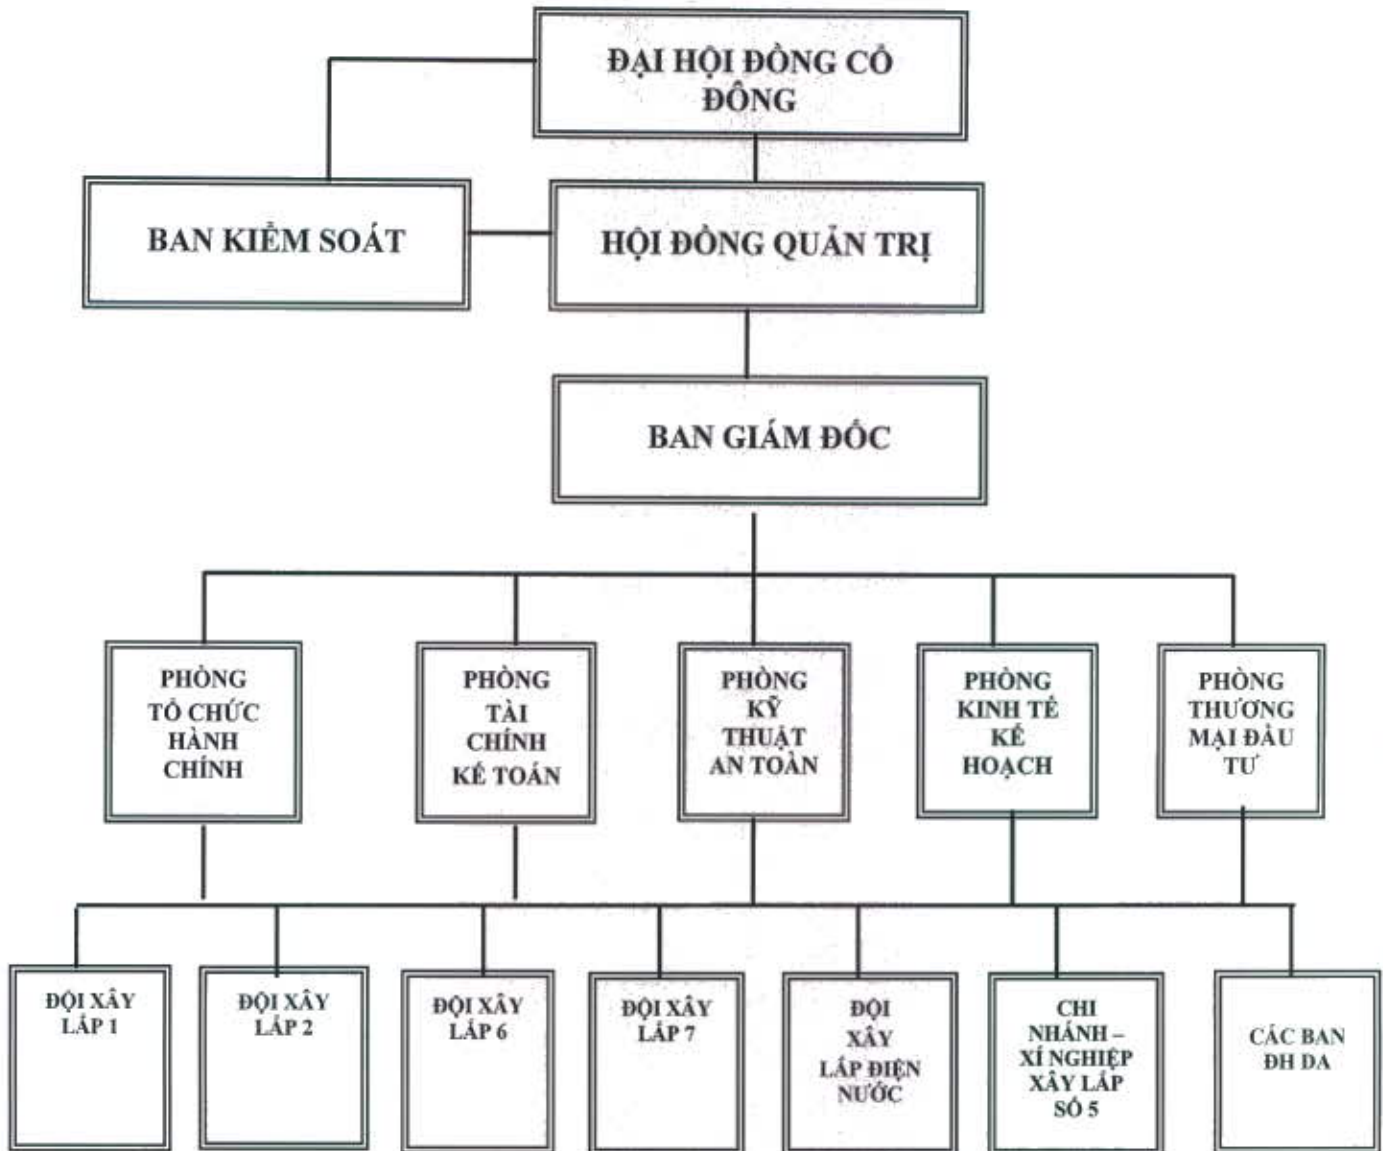 ĐẠI HỘI ĐỒNG CỔ
ĐÔNG
BAN KIỂM SOÁT
HỘI ĐỒNG QUẢN TRỊ
BAN GIÁM ĐỐC
PHÒNG
TỔ CHỨC
HÀNH
CHÍNH
PHÒNG
TÀI
CHÍNH
KẾ TOÁN
PHÒNG
KỸ
THUẬT
AN TOÀN
PHÒNG
KINH TẾ
KẾ
HOẠCH
PHÒNG
THƯƠNG
MẠI ĐẦU
TƯ
ĐỘI XÂY
LẮP 1
ĐỘI XÂY
LẮP 2
ĐỘI XÂY
LẮP 6
ĐỘI XÂY
LẮP 7
ĐỘI
XÂY
LẮP ĐIỆN
NƯỚC
CHI
NHÁNH –
XÍ NGHIỆP
XÂY LẮP
SỐ 5
CÁC BAN
ĐH DA